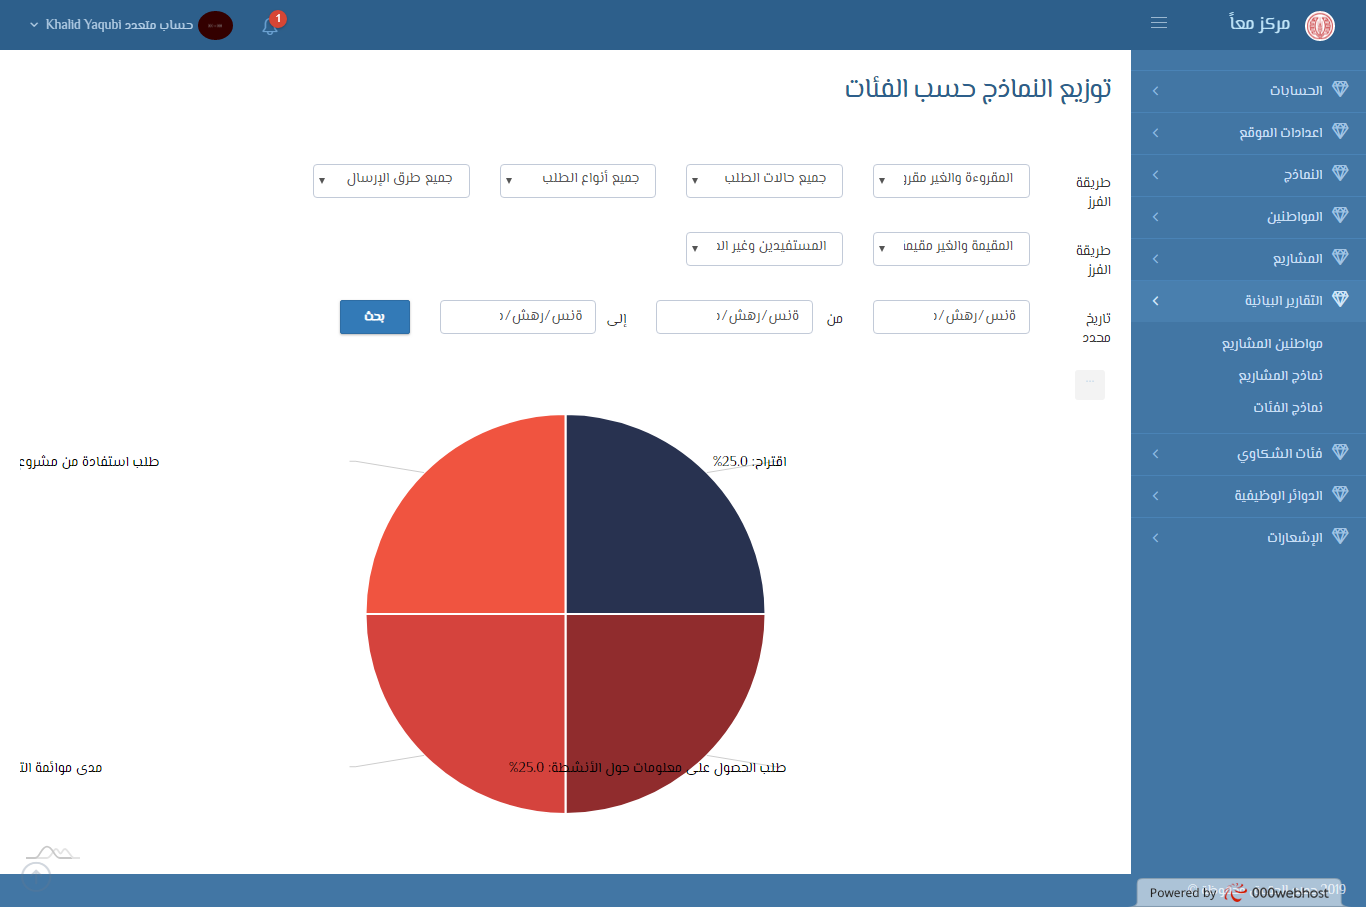 مركز معاً
1
حساب متعدد Khalid Yaqubi
الحسابات
اعدادات الموقع
النماذج
المواطنين
المشاريع
التقارير البيانية
مواطنين المشاريع
نماذج المشاريع
نماذج الفئات
فئات الشكاوي
الدوائر الوظيفية
الإشعارات
توزيع النماذج حسب الفئات
طريقة الفرز
المقروءة والغير مقرو
جميع حالات الطلب
جميع أنواع الطلب
جميع طرق الإرسال
طريقة الفرز
المقيمة والغير مقيمة
المستفيدين وغير الم
تاريخ محدد
ةنس/رهش/د
من
ةنس/رهش/د
إلى
ةنس/رهش/د
بحث
...
اقتراح: 25.0%
طلب استفادة من مشروع
طلب الحصول على معلومات حول الأنشطة: 25.0%
مدى موائمة الت
2019
©
Powered by 000webhost